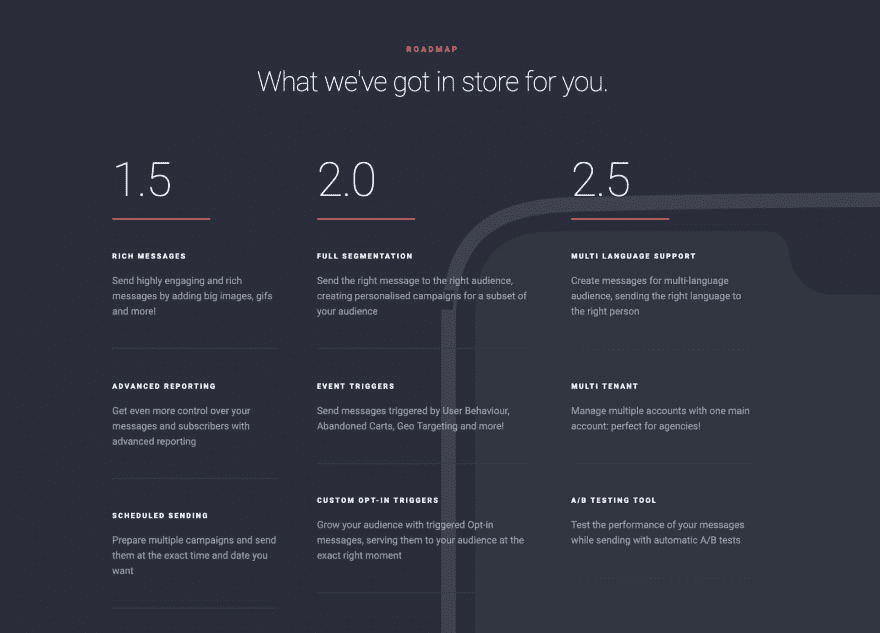 ROADMAP
What we've got in store for you.
1.5
RICH MESSAGES
Send highly engaging and rich
messages by adding big images, gifs
and more!
ADVANCED REPORTING
Get even more control over your
messages and subscribers with
advanced reporting
SCHEDULED SENDING
Prepare multiple campaigns and send
them at the exact time and date you
want
2.0
FULL SEGMENTATION
Send the right message to the right audience,
creating personalised campaigns for a subset of
your audience
EVENT TRIGGERS
Send messages triggered by User Behaviour,
Abandoned Carts, Geo Targeting and more!
CUSTOM OPT-IN TRIGGERS
Grow your audience with triggered Opt-in
messages, serving them to your audience at the
exact right moment
2.5
MULTI LANGUAGE SUPPORT
Create messages for multi-language
audience, sending the right language to
the right person
MULTI TENANT
Manage multiple accounts with one main
account: perfect for agencies!
A/B TESTING TOOL
Test the performance of your messages
while sending with automatic A/B tests